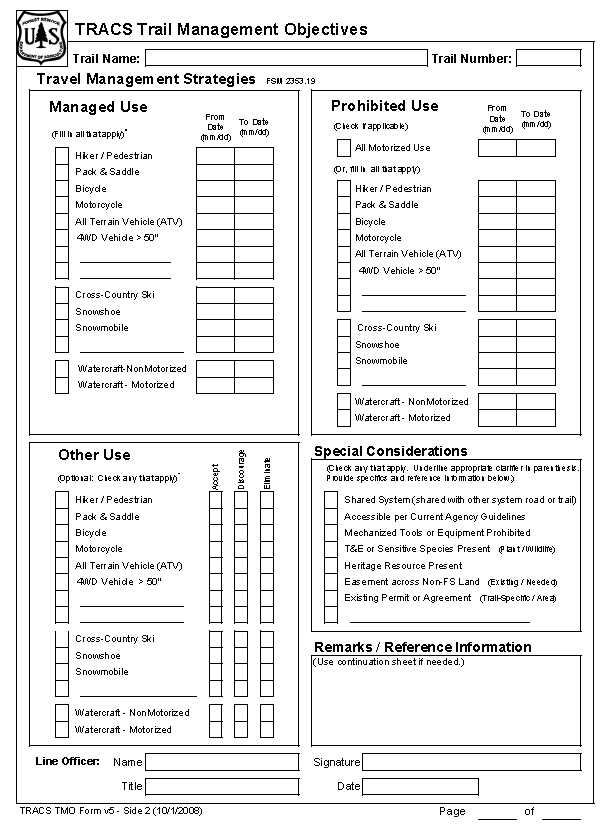 FOREST SERVICE
U S
DEPARTMENT OF AGRICULTURE
TRACS Trail Management Objectives
Trail Name:
Trail Number:
Travel Management Strategies FSM 2353.19
Managed Use
(Fill in all that apply)*
From Date (mm/dd)
To Date (mm/dd)
Hiker / Pedestrian
Pack & Saddle
Bicycle
Motorcycle
All Terrain Vehicle (ATV)
4WD Vehicle > 50"
Cross-Country Ski
Snowshoe
Snowmobile
Watercraft-NonMotorized
Watercraft - Motorized
Prohibited Use
(Check if applicable)
From Date (mm/dd)
To Date (mm/dd)
All Motorized Use
(Or, fill in all that apply)
Hiker / Pedestrian
Pack & Saddle
Bicycle
Motorcycle
All Terrain Vehicle (ATV)
4WD Vehicle > 50"
Cross-Country Ski
Snowshoe
Snowmobile
Watercraft - NonMotorized
Watercraft - Motorized
Other Use
(Optional: Check any that apply)*
Accept
Discourage
Eliminate
Hiker / Pedestrian
Pack & Saddle
Bicycle
Motorcycle
All Terrain Vehicle (ATV)
4WD Vehicle > 50"
Cross-Country Ski
Snowshoe
Snowmobile
Watercraft - NonMotorized
Watercraft - Motorized
Special Considerations
(Check any that apply. Underline appropriate clarifier in parenthesis.
Provide specifics and reference information below.)
Shared System (shared with other system road or trail)
Accessible per Current Agency Guidelines
Mechanized Tools or Equipment Prohibited
T&E or Sensitive Species Present (Plant / Wildlife)
Heritage Resource Present
Easement across Non-FS Land (Existing / Needed)
Existing Permit or Agreement (Trail-Specific / Area)
Remarks / Reference Information
(Use continuation sheet if needed.)
Line Officer: Name
Signature
Title
Date
TRACS TMO Form v5 - Side 2 (10/1/2008)
Page ____ of ____